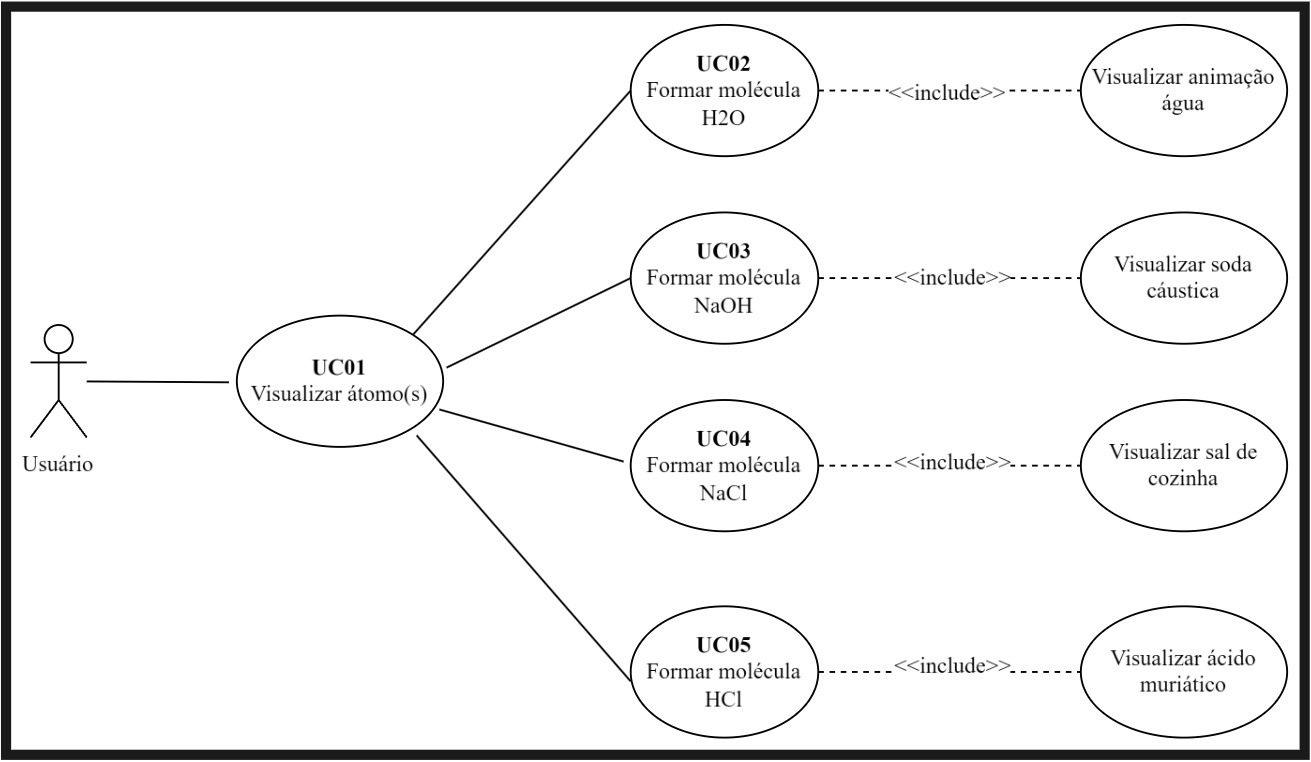 UC02
Formar molécula
H2O
<<include>>
Visualizar animação
água
UC03
Formar molécula
NaOH
<<include>>
Visualizar soda
cáustica
UC01
Visualizar átomo(s)
Usuário
UC04
Formar molécula
NaCl
<<include>>
Visualizar sal de
cozinha
UC05
Formar molécula
HCl
<<include>>
Visualizar ácido
muriático